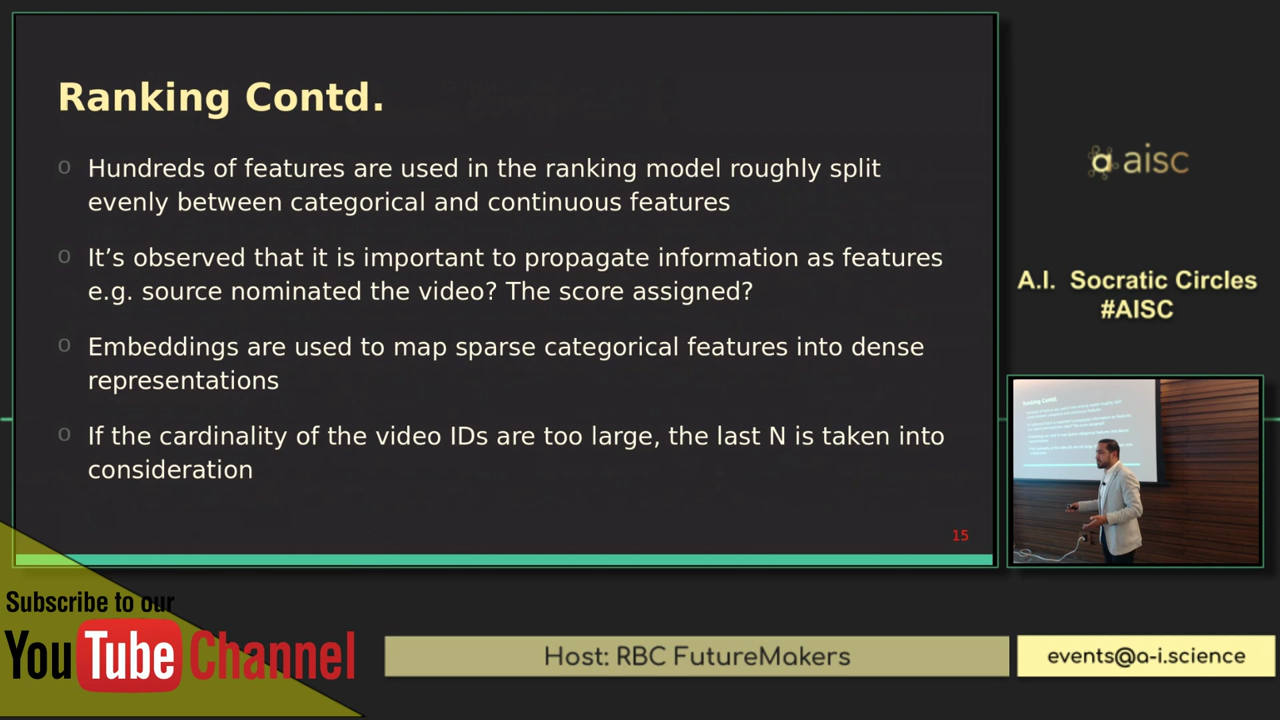 Ranking Contd.
o Hundreds of features are used in the ranking model roughly split
evenly between categorical and continuous features
o It’s observed that it is important to propagate information as features
e.g. source nominated the video? The score assigned?
o Embeddings are used to map sparse categorical features into dense
representations
o If the cardinality of the video IDs are too large, the last N is taken into
consideration
15
aisc
A.I. Socratic Circles
#AISC
Ranking Contd.
Subscribe to our
YouTube Channel
Host: RBC FutureMakers
events@a-i.science